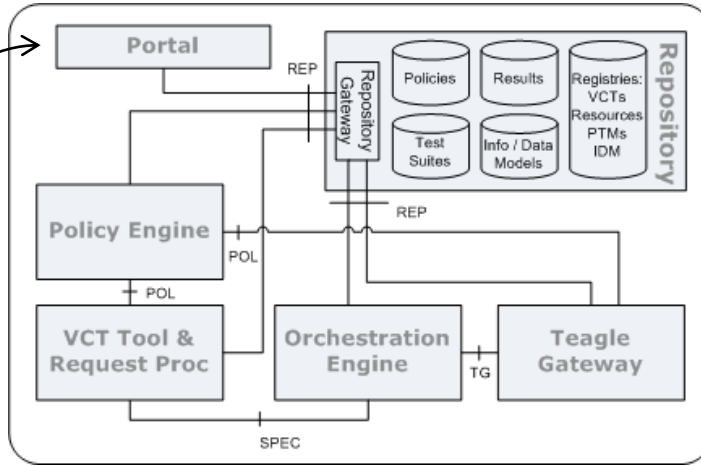 Portal
REP
Repository
Gateway
Policies
Results
Registries:
VCTs
Resources
PTMs
IDM
Test
Suites
Info / Data
Models
Repository
REP
Policy Engine
POL
POL
VCT Tool &
Request Proc
Orchestration
Engine
TG
Teagle
Gateway
SPEC